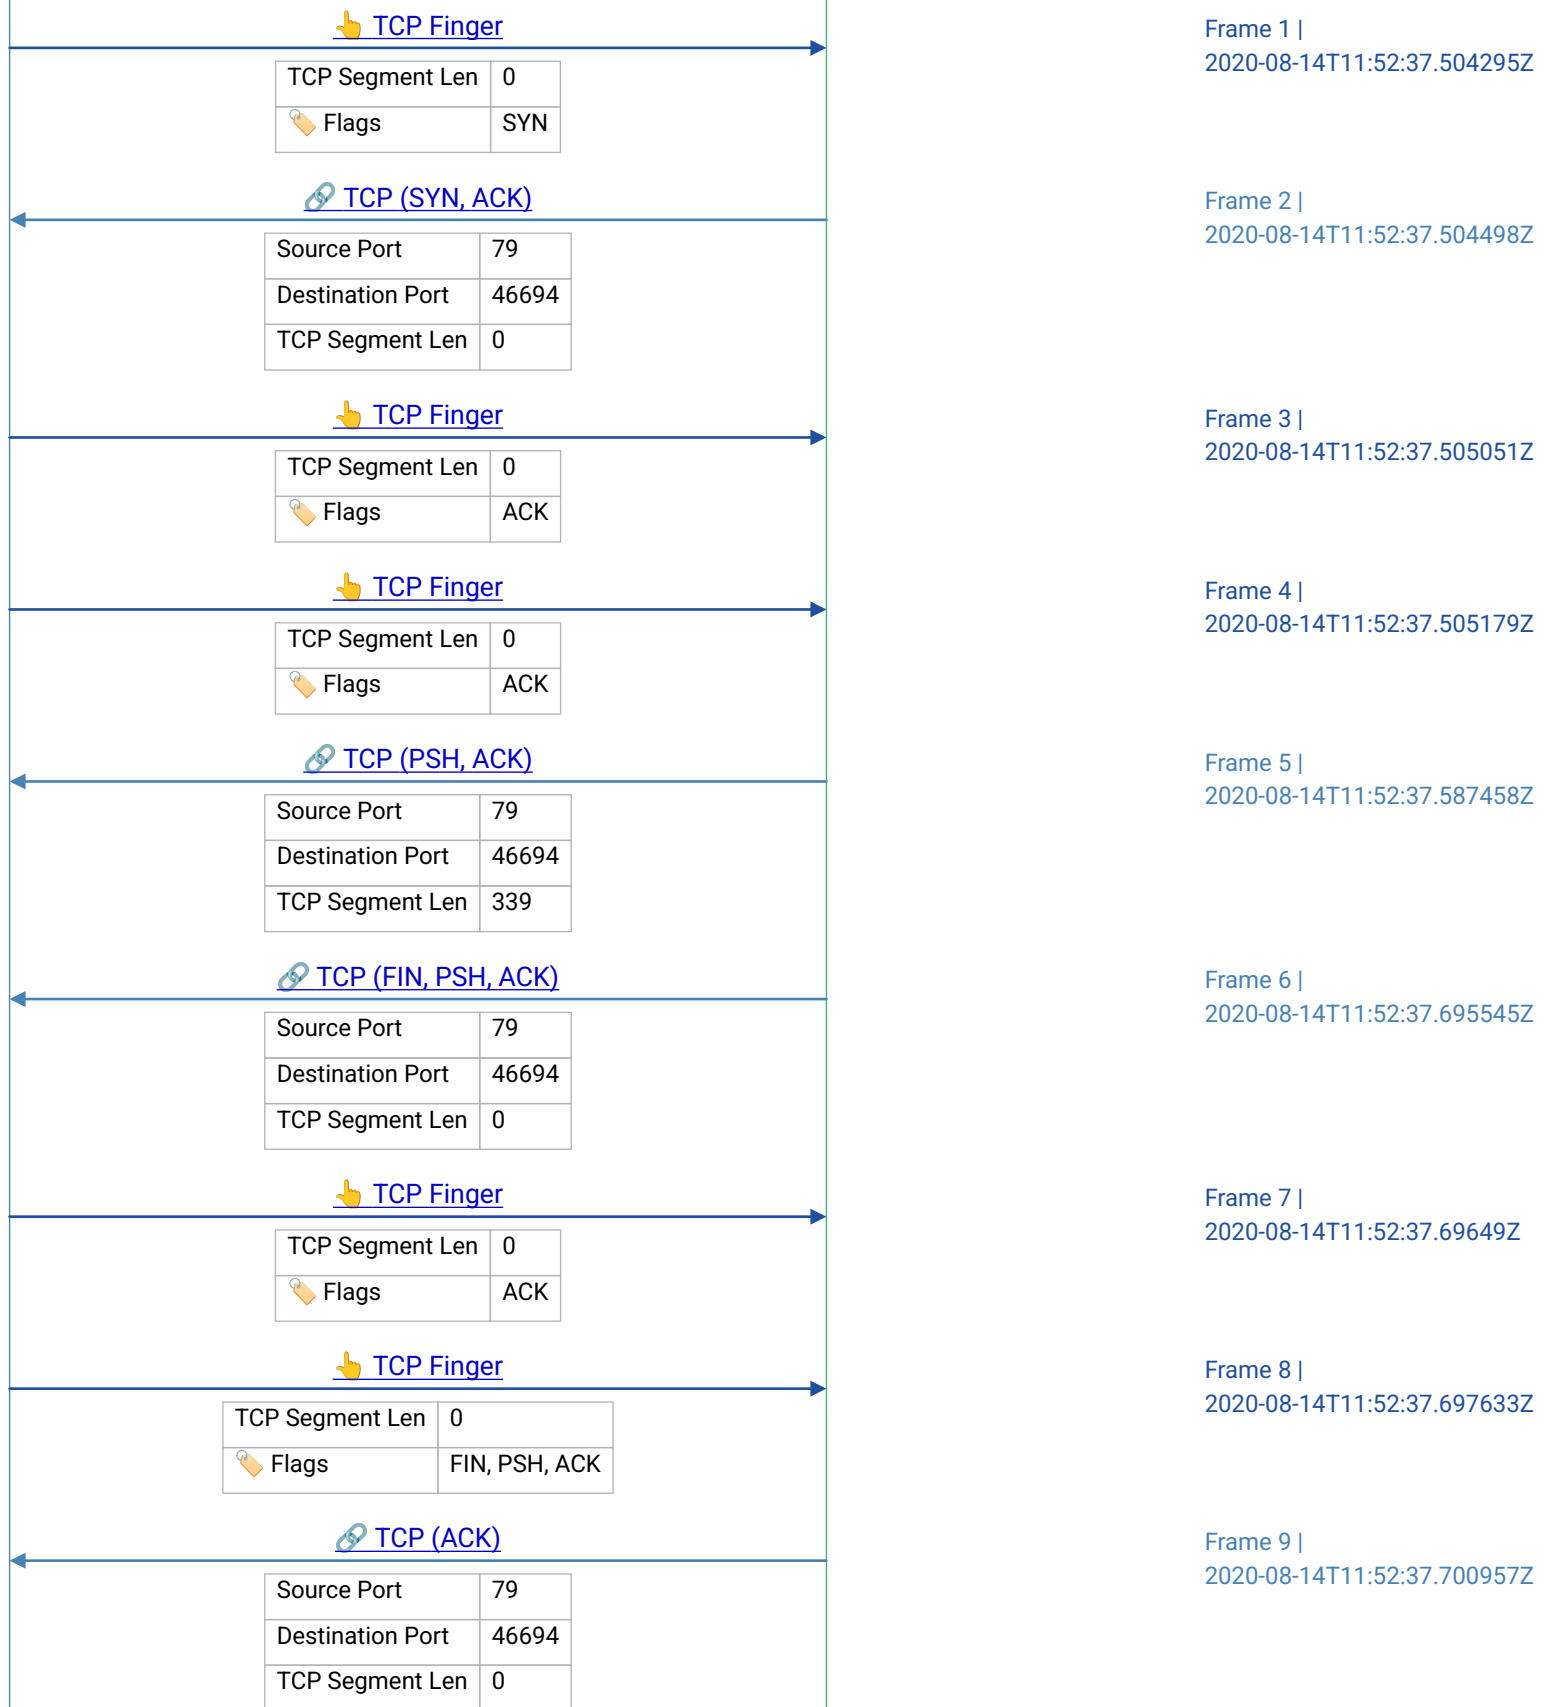 👆 TCP Finger
Frame 1 |
2020-08-14T11:52:37.504295Z
TCP Segment Len 0
🏷️ Flags SYN
🔗 TCP (SYN, ACK)
Frame 2 |
2020-08-14T11:52:37.504498Z
Source Port 79
Destination Port 46694
TCP Segment Len 0
👆 TCP Finger
Frame 3 |
2020-08-14T11:52:37.505051Z
TCP Segment Len 0
🏷️ Flags ACK
👆 TCP Finger
Frame 4 |
2020-08-14T11:52:37.505179Z
TCP Segment Len 0
🏷️ Flags ACK
🔗 TCP (PSH, ACK)
Frame 5 |
2020-08-14T11:52:37.587458Z
Source Port 79
Destination Port 46694
TCP Segment Len 339
🔗 TCP (FIN, PSH, ACK)
Frame 6 |
2020-08-14T11:52:37.695545Z
Source Port 79
Destination Port 46694
TCP Segment Len 0
👆 TCP Finger
Frame 7 |
2020-08-14T11:52:37.69649Z
TCP Segment Len 0
🏷️ Flags ACK
👆 TCP Finger
Frame 8 |
2020-08-14T11:52:37.697633Z
TCP Segment Len 0
🏷️ Flags FIN, PSH, ACK
🔗 TCP (ACK)
Frame 9 |
2020-08-14T11:52:37.700957Z
Source Port 79
Destination Port 46694
TCP Segment Len 0